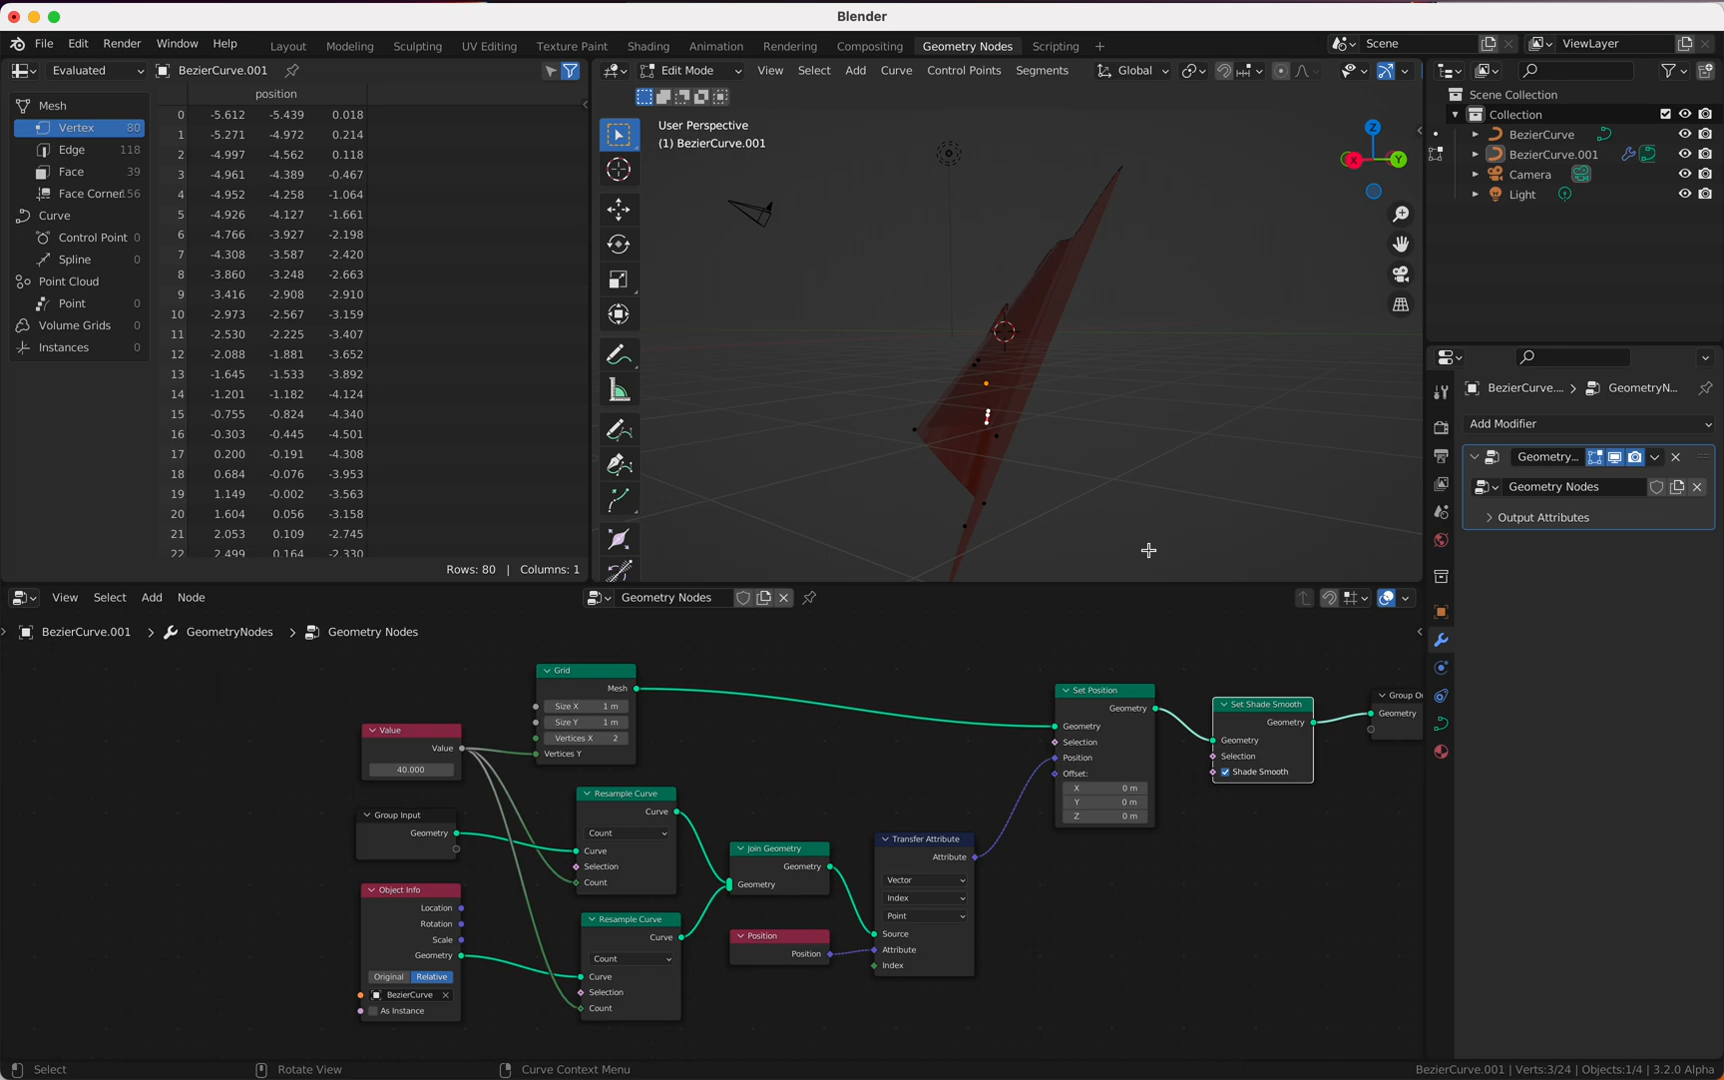 Blender
File Edit Render Window Help Layout Modeling Sculpting UV Editing Texture Paint Shading Animation Rendering Compositing Geometry Nodes Scripting + Scene ViewLayer
Evaluated BezierCurve.001 Edit Mode View Select Add Curve Control Points Segments Global
position
Mesh
Vertex 80
Edge 118
Face 39
Face Corner 156
Curve
Control Point 0
Spline 0
Point Cloud
Point 0
Volume Grids 0
Instances 0
0 -5.612 -5.439 0.018
1 -5.271 -4.972 0.214
2 -4.997 -4.562 0.118
3 -4.961 -4.389 -0.467
4 -4.952 -4.258 -1.064
5 -4.926 -4.127 -1.661
6 -4.766 -3.927 -2.198
7 -4.308 -3.587 -2.420
8 -3.860 -3.248 -2.663
9 -3.416 -2.908 -2.910
10 -2.973 -2.567 -3.159
11 -2.530 -2.225 -3.407
12 -2.088 -1.881 -3.652
13 -1.645 -1.533 -3.892
14 -1.201 -1.182 -4.124
15 -0.755 -0.824 -4.340
16 -0.303 -0.445 -4.501
17 0.200 -0.191 -4.308
18 0.684 -0.076 -3.953
19 1.149 -0.002 -3.563
20 1.604 0.056 -3.158
21 2.053 0.109 -2.745
22 2.499 0.164 -2.330
Rows: 80 | Columns: 1
User Perspective
(1) BezierCurve.001
Z
X Y
Scene Collection
Collection
BezierCurve
BezierCurve.001
Camera
Light
BezierCurve.... > GeometryN...
Add Modifier
Geometry...
Geometry Nodes
Output Attributes
View Select Add Node Geometry Nodes
BezierCurve.001 > GeometryNodes > Geometry Nodes
Grid
Mesh
Size X 1 m
Size Y 1 m
Vertices X 2
Vertices Y
Value
Value
40.000
Group Input
Geometry
Object Info
Location
Rotation
Scale
Geometry
Original Relative
BezierCurve
As Instance
Resample Curve
Curve
Count
Curve
Selection
Count
Resample Curve
Curve
Count
Curve
Selection
Count
Join Geometry
Geometry
Geometry
Position
Position
Transfer Attribute
Attribute
Vector
Index
Point
Source
Attribute
Index
Set Position
Geometry
Geometry
Selection
Position
Offset:
X 0 m
Y 0 m
Z 0 m
Set Shade Smooth
Geometry
Geometry
Selection
Shade Smooth
Group Ou
Geometry
Select Rotate View Curve Context Menu BezierCurve.001 | Verts:3/24 | Objects:1/4 | 3.2.0 Alpha